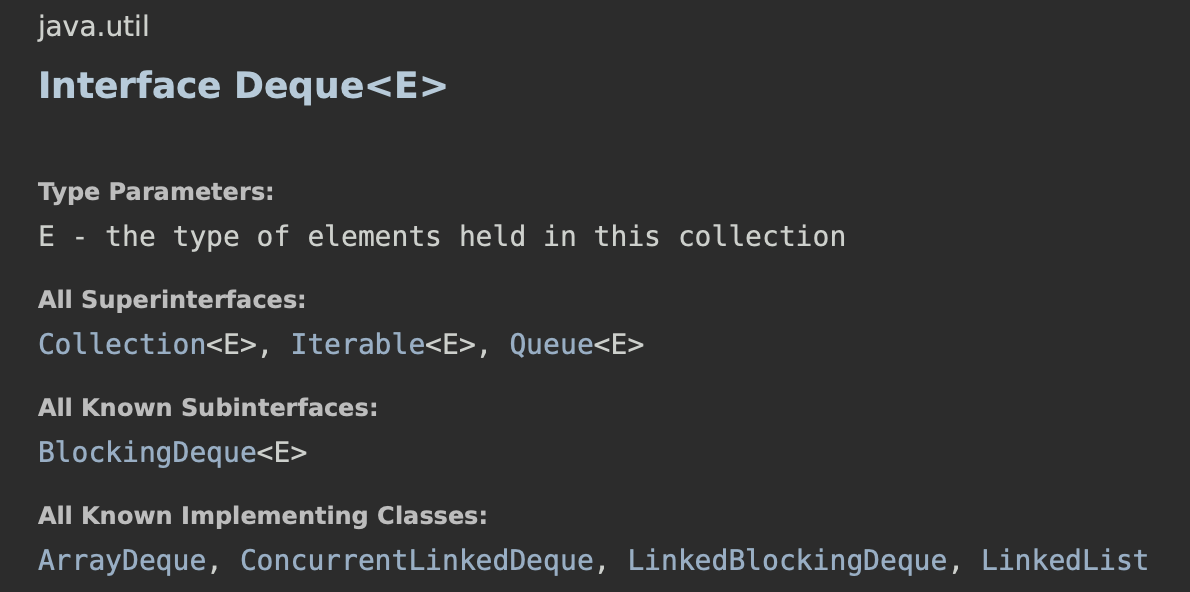 java.util
Interface Deque<E>
Type Parameters:
E - the type of elements held in this collection
All Superinterfaces:
Collection<E>, Iterable<E>, Queue<E>
All Known Subinterfaces:
BlockingDeque<E>
All Known Implementing Classes:
ArrayDeque, ConcurrentLinkedDeque, LinkedBlockingDeque, LinkedList